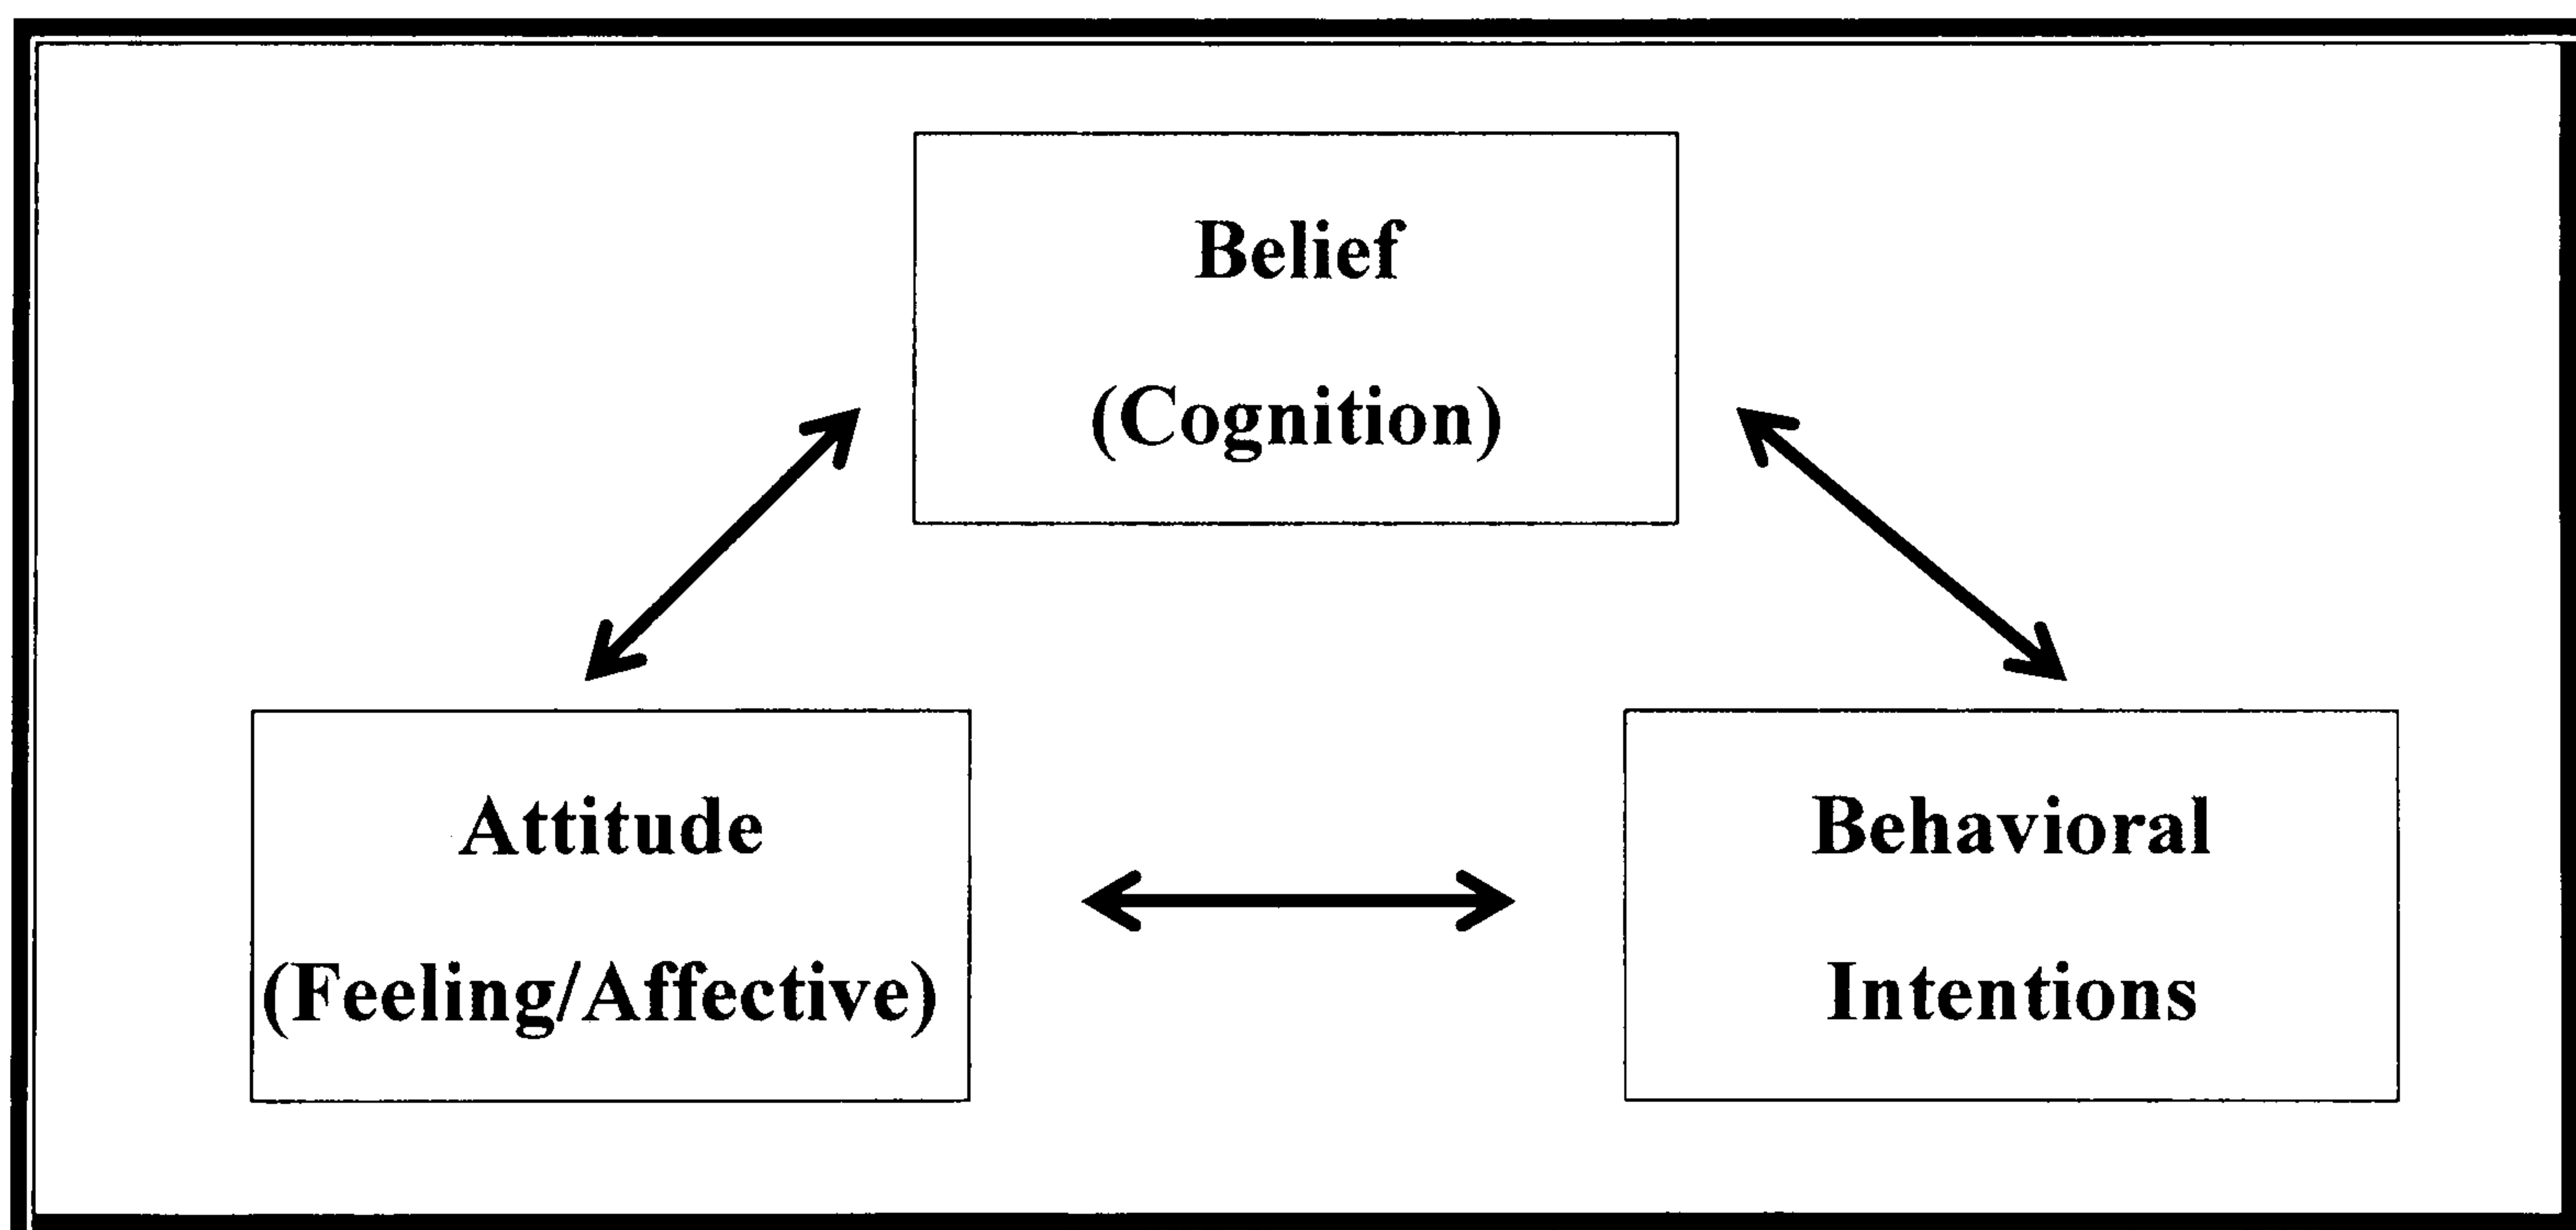 Belief
(Cognition)
Attitude
(Feeling/Affective)
Behavioral
Intentions